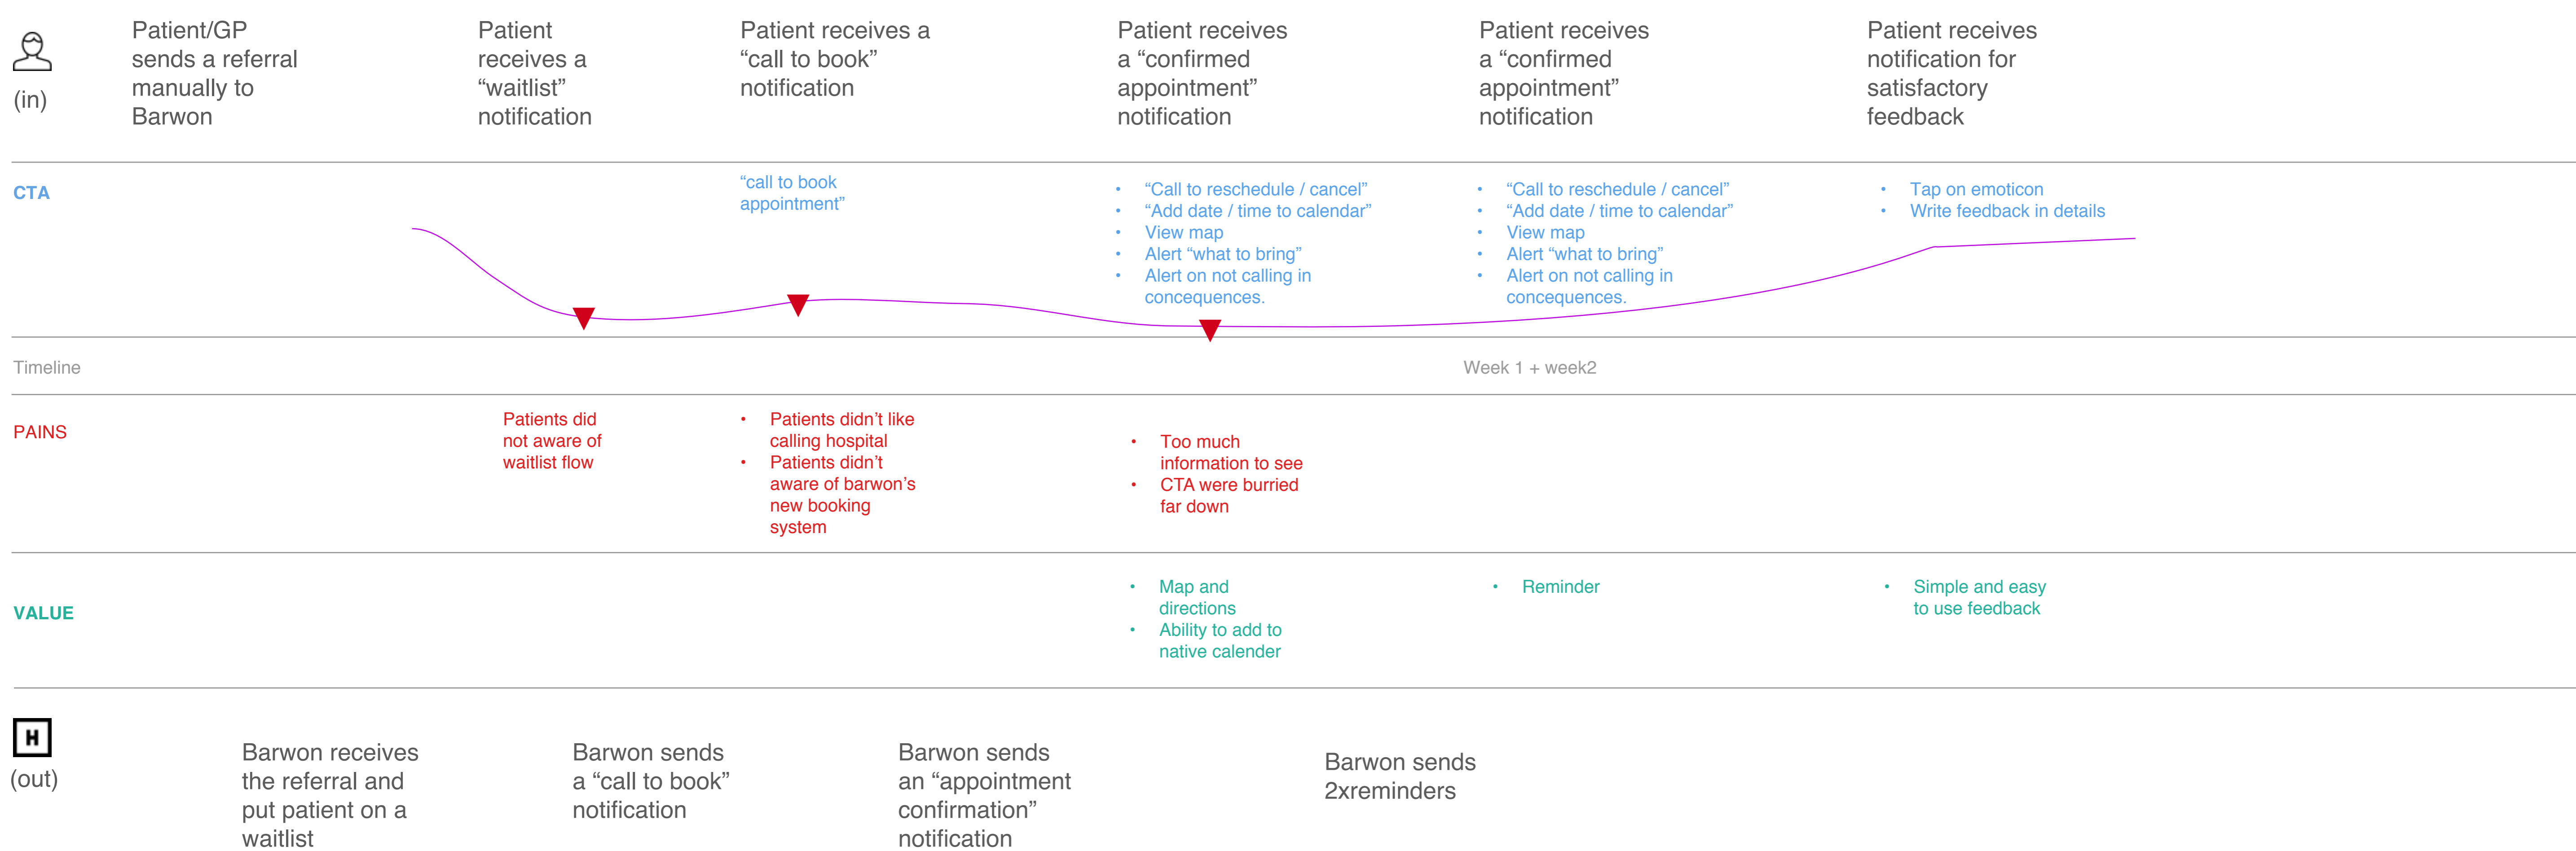 Patient/GP
sends a referral
manually to
Barwon
Patient
receives a
“waitlist”
notification
Patient receives a
“call to book”
notification
Patient receives
a “confirmed
appointment”
notification
Patient receives
a “confirmed
appointment”
notification
Patient receives
notification for
satisfactory
feedback
(in)
CTA
“call to book
appointment”
• “Call to reschedule / cancel”
• “Add date / time to calendar”
• View map
• Alert “what to bring”
• Alert on not calling in
concequences.
• “Call to reschedule / cancel”
• “Add date / time to calendar”
• View map
• Alert “what to bring”
• Alert on not calling in
concequences.
• Tap on emoticon
• Write feedback in details
Timeline
Week 1 + week2
PAINS
Patients did
not aware of
waitlist flow
• Patients didn’t like
calling hospital
• Patients didn’t
aware of barwon’s
new booking
system
• Too much
information to see
• CTA were burried
far down
VALUE
• Map and
directions
• Ability to add to
native calender
• Reminder
• Simple and easy
to use feedback
H
(out)
Barwon receives
the referral and
put patient on a
waitlist
Barwon sends
a “call to book”
notification
Barwon sends
an “appointment
confirmation”
notification
Barwon sends
2xreminders